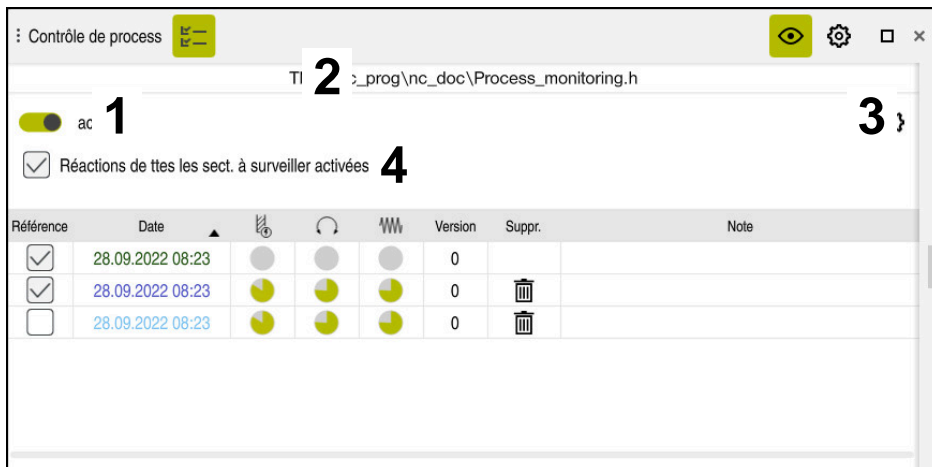 Contrôle de process
2 _prog\nc_doc\Process_monitoring.h
1 3
Réactions de ttes les sect. à surveiller activées 4
Référence Date Version Suppr. Note
28.09.2022 08:23 0
28.09.2022 08:23 0
28.09.2022 08:23 0